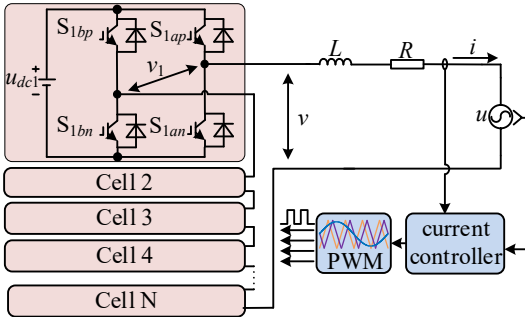 S1bp S1ap
L R i
udc1 + −
v1
v
u
S1bn S1an
Cell 2
Cell 3
Cell 4
Cell N
PWM
current
controller